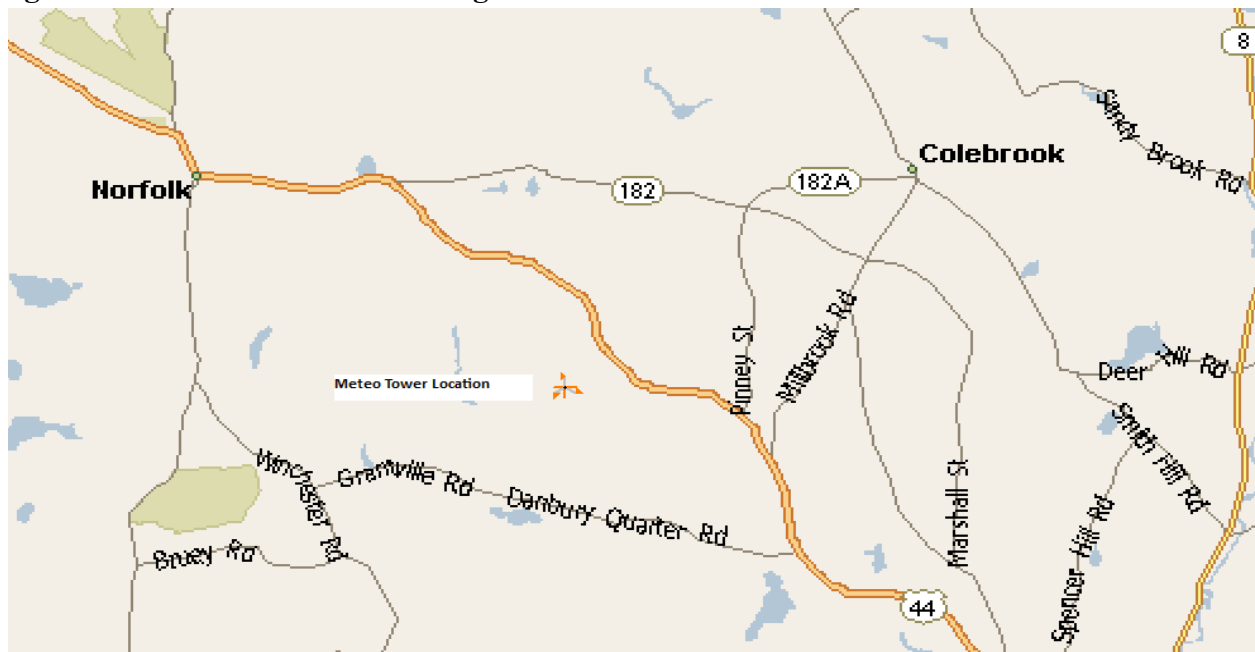 8
Sandy Brook Rd
Colebrook
Norfolk
182
182A
Pinney St
Millbrook Rd
Meteo Tower Location
Deer Hill Rd
Smith Hill Rd
Winchester Rd
Grantville Rd
Danbury Quarter Rd
Marshall St
Spencer Hill Rd
Bruey Rd
44